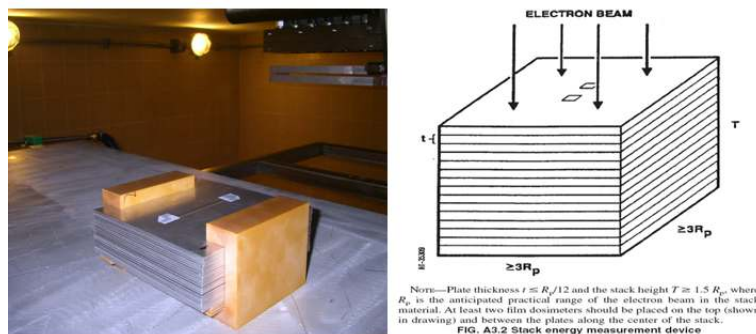 ELECTRON BEAM
t
T
≥3Rp
≥3Rp
NOTE—Plate thickness t ≤ Rp/12 and the stack height T ≥ 1.5 Rp, where
Rp is the anticipated practical range of the electron beam in the stack
material. At least two film dosimeters should be placed on the top (show
in drawing) and between the plates along the center of the stack.
FIG. A3.2 Stack energy measurement device